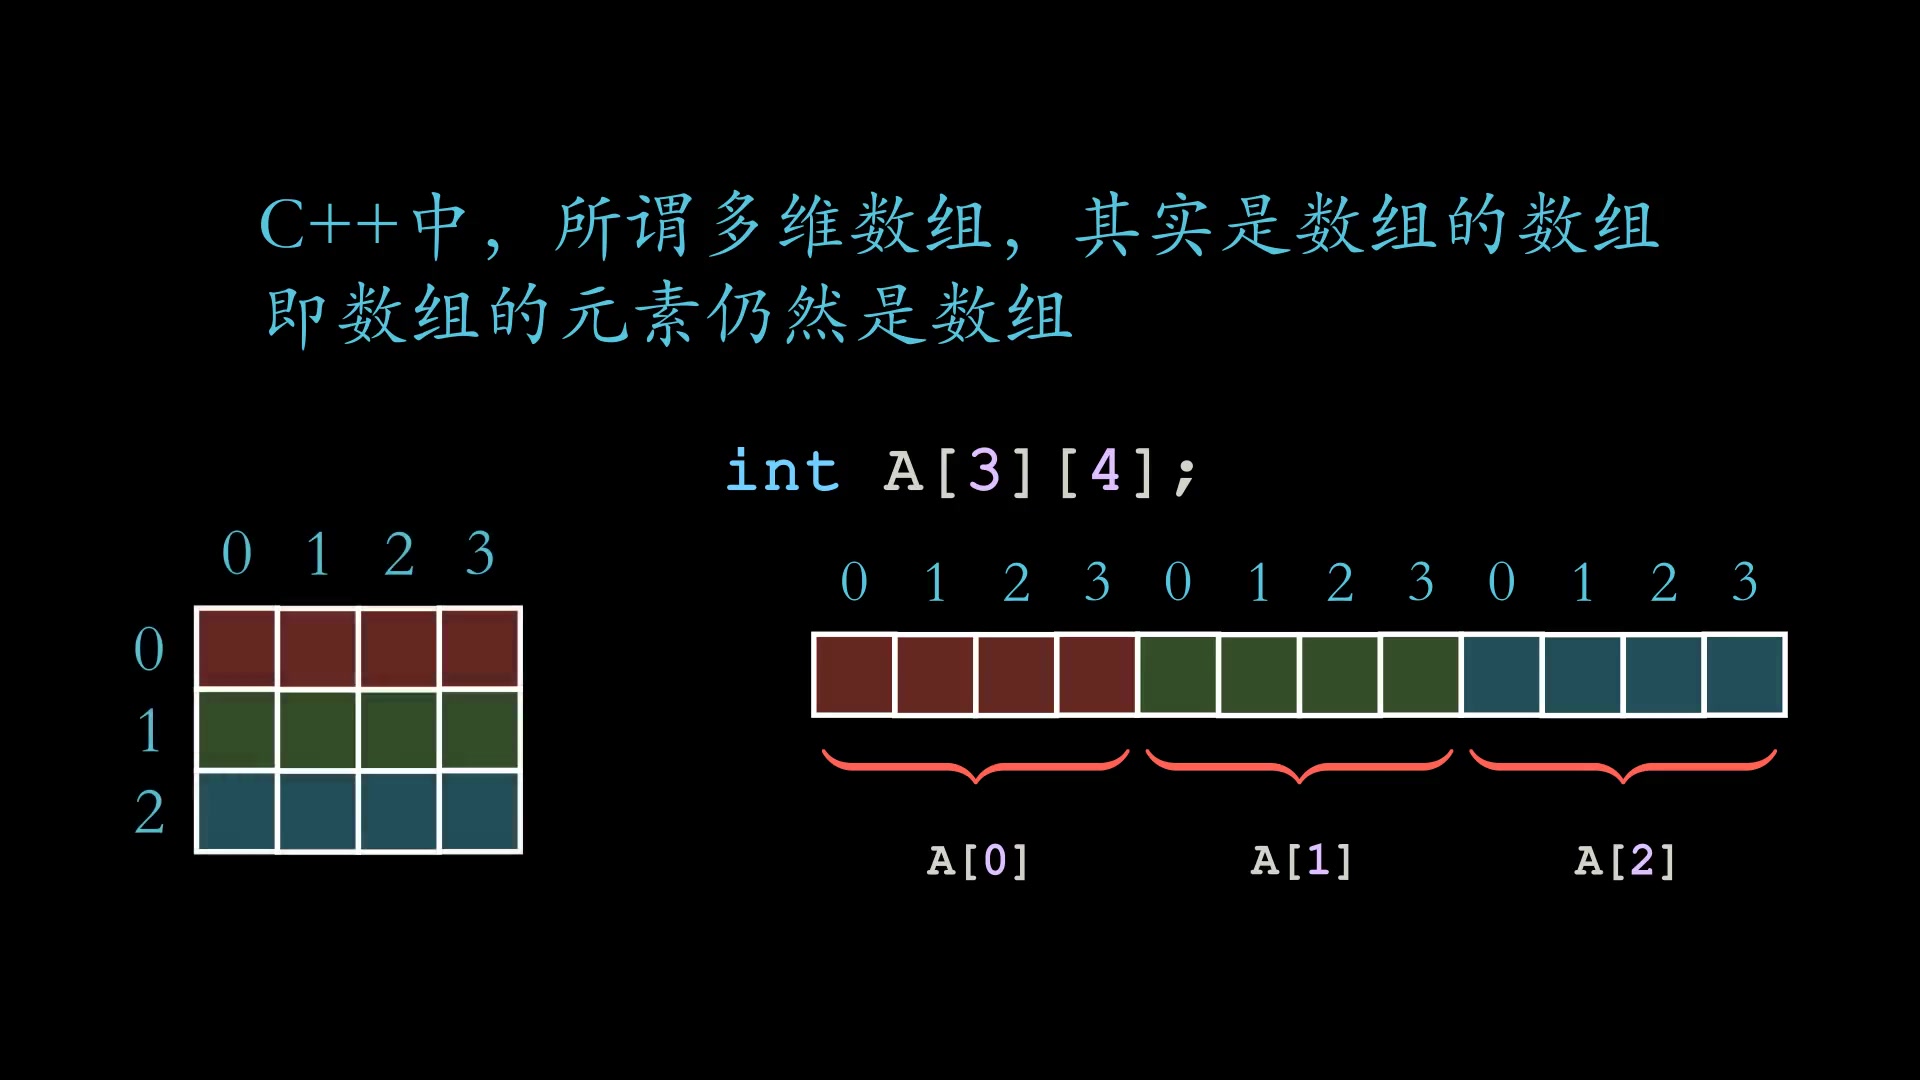 C++中，所谓多维数组，其实是数组的数组
即数组的元素仍然是数组
int A[3][4];
0 1 2 3
0
1
2
0 1 2 3 0 1 2 3 0 1 2 3
A[0] A[1] A[2]